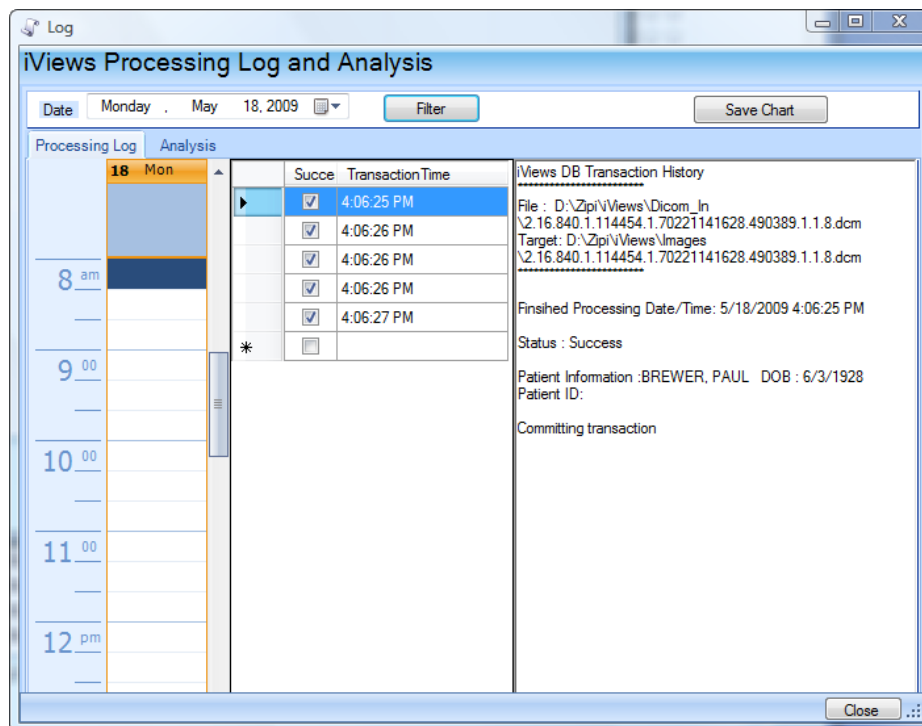 Log
iViews Processing Log and Analysis
Date Monday , May 18, 2009 Filter Save Chart
Processing Log Analysis
18 Mon
8 am
9 00
10 00
11 00
12 pm
Succe TransactionTime
4:06:25 PM
4:06:26 PM
4:06:26 PM
4:06:26 PM
4:06:27 PM
*
iViews DB Transaction History
************************
File : D:\Zipi\iViews\Dicom_In
\2.16.840.1.114454.1.70221141628.490389.1.1.8.dcm
Target: D:\Zipi\iViews\Images
\2.16.840.1.114454.1.70221141628.490389.1.1.8.dcm
************************
Finsihed Processing Date/Time: 5/18/2009 4:06:25 PM
Status : Success
Patient Information :BREWER, PAUL DOB : 6/3/1928
Patient ID:
Committing transaction
Close